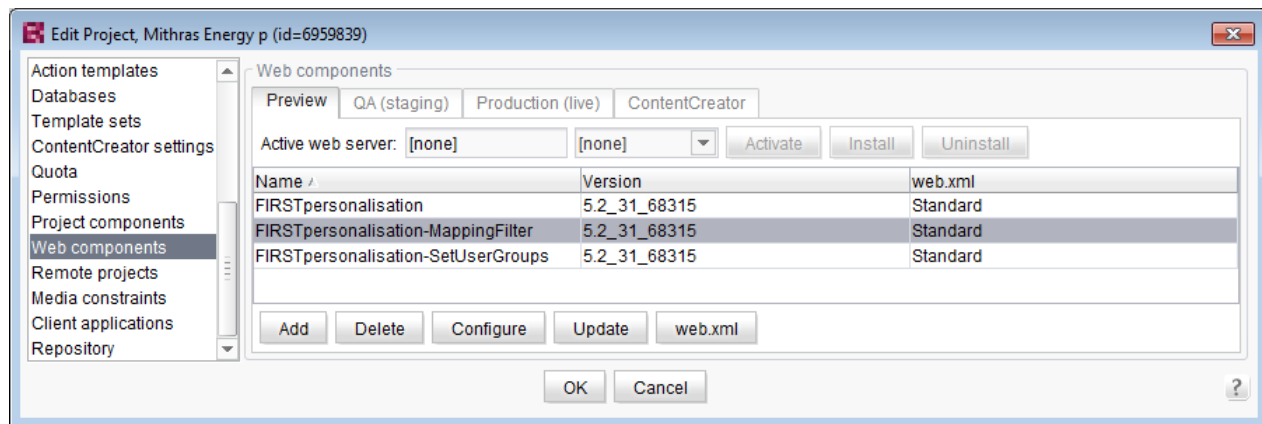 Edit Project, Mithras Energy p (id=6959839)
Action templates
Databases
Template sets
ContentCreator settings
Quota
Permissions
Project components
Web components
Remote projects
Media constraints
Client applications
Repository
Web components
Preview QA (staging) Production (live) ContentCreator
Active web server: [none] [none] Activate Install Uninstall
Name Version web.xml
FIRSTpersonalisation 5.2_31_68315 Standard
FIRSTpersonalisation-MappingFilter 5.2_31_68315 Standard
FIRSTpersonalisation-SetUserGroups 5.2_31_68315 Standard
Add Delete Configure Update web.xml
OK Cancel ?